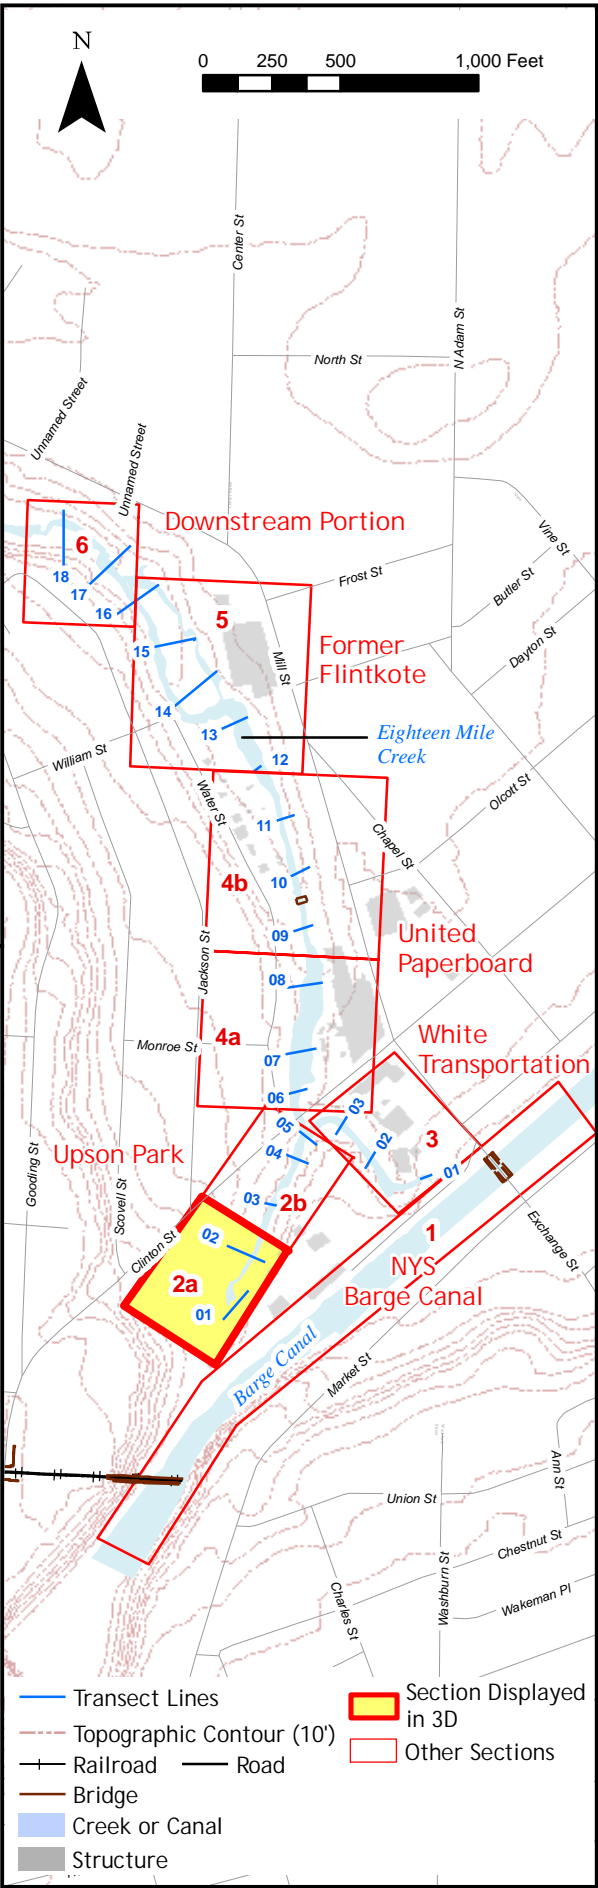 N
0 250 500 1,000 Feet
Center St
N Adam St
North St
Unnamed Street
Unnamed Street
Vine St
Downstream Portion
6
18
17
16
Frost St
Butler St
5
15
Former
Flintkote
Mill St
Dayton St
14
13
Eighteen Mile
Creek
12
William St
Water St
Olcott St
11
Chapel St
10
4b
09
United
Paperboard
Jackson St
08
White
Transportation
4a
Monroe St
07
06
03
05
02
3
04
01
Upson Park
Gooding St
Scovell St
03
2b
Exchange St
1
NYS
Barge Canal
Clinton St
02
2a
01
Barge Canal
Market St
Ann St
Union St
Chestnut St
Washburn St
Charles St
Wakeman Pl
Transect Lines
Topographic Contour (10')
Railroad
Road
Bridge
Creek or Canal
Structure
Section Displayed
in 3D
Other Sections